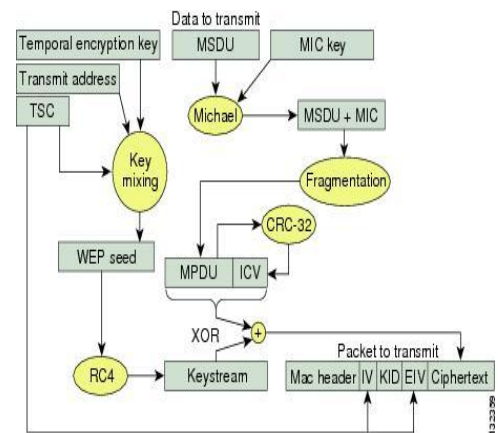 Data to transmit
Temporal encryption key
MSDU
MIC key
Transmit address
TSC
Michael
MSDU + MIC
Key
mixing
Fragmentation
CRC-32
WEP seed
MPDU
ICV
XOR
+
Packet to transmit
RC4
Keystream
Mac header IV KID EIV Ciphertext
132359